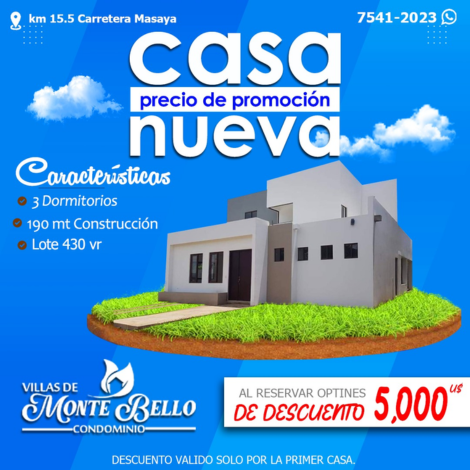 km 15.5 Carretera Masaya
7541-2023
casa
precio de promoción
nueva
Características
3 Dormitorios
190 mt Construcción
Lote 430 vr
VILLAS DE
MONTE BELLO
CONDOMINIO
AL RESERVAR OPTINES
DE DESCUENTO 5,000 U$
DESCUENTO VALIDO SOLO POR LA PRIMER CASA.